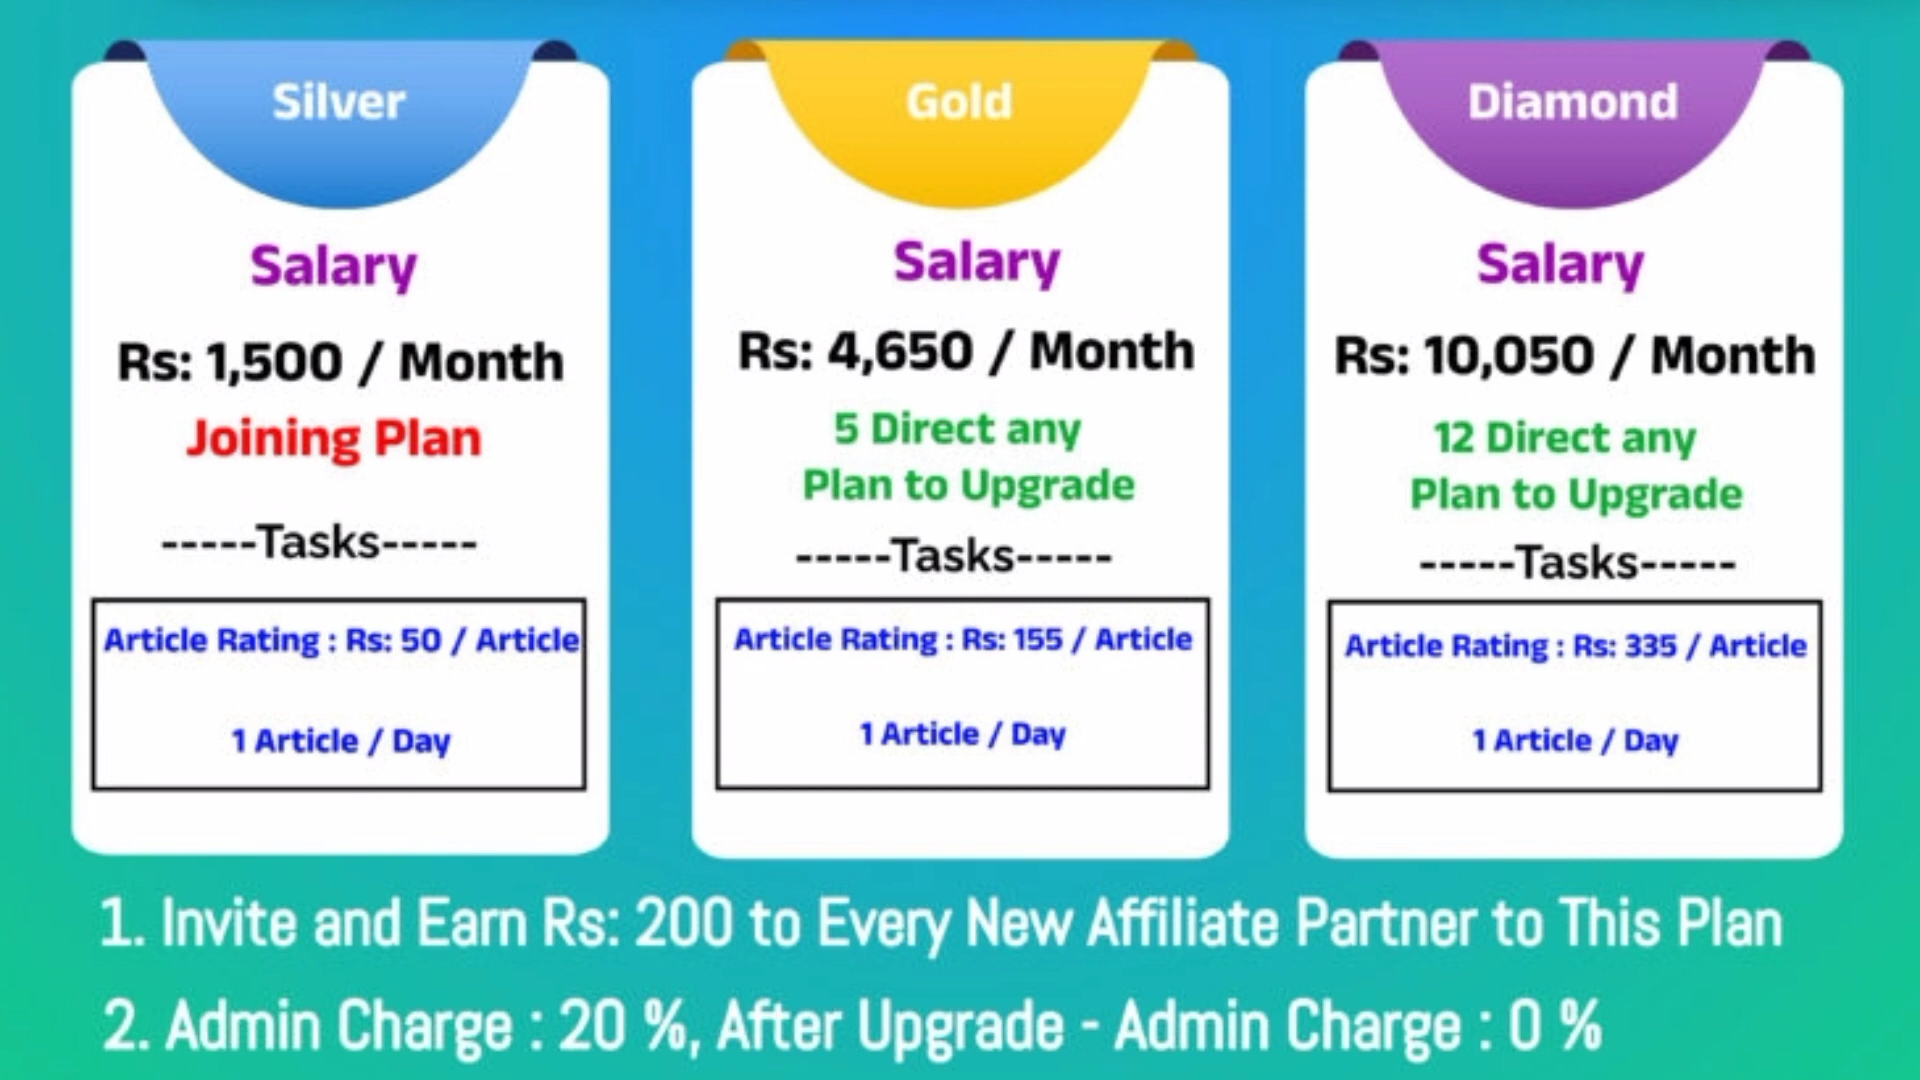 Silver
Salary
Rs: 1,500 / Month
Joining Plan
-----Tasks-----
Article Rating : Rs: 50 / Article
1 Article / Day
Gold
Salary
Rs: 4,650 / Month
5 Direct any
Plan to Upgrade
-----Tasks-----
Article Rating : Rs: 155 / Article
1 Article / Day
Diamond
Salary
Rs: 10,050 / Month
12 Direct any
Plan to Upgrade
-----Tasks-----
Article Rating : Rs: 335 / Article
1 Article / Day
1. Invite and Earn Rs: 200 to Every New Affiliate Partner to This Plan
2. Admin Charge : 20 %, After Upgrade - Admin Charge : 0 %